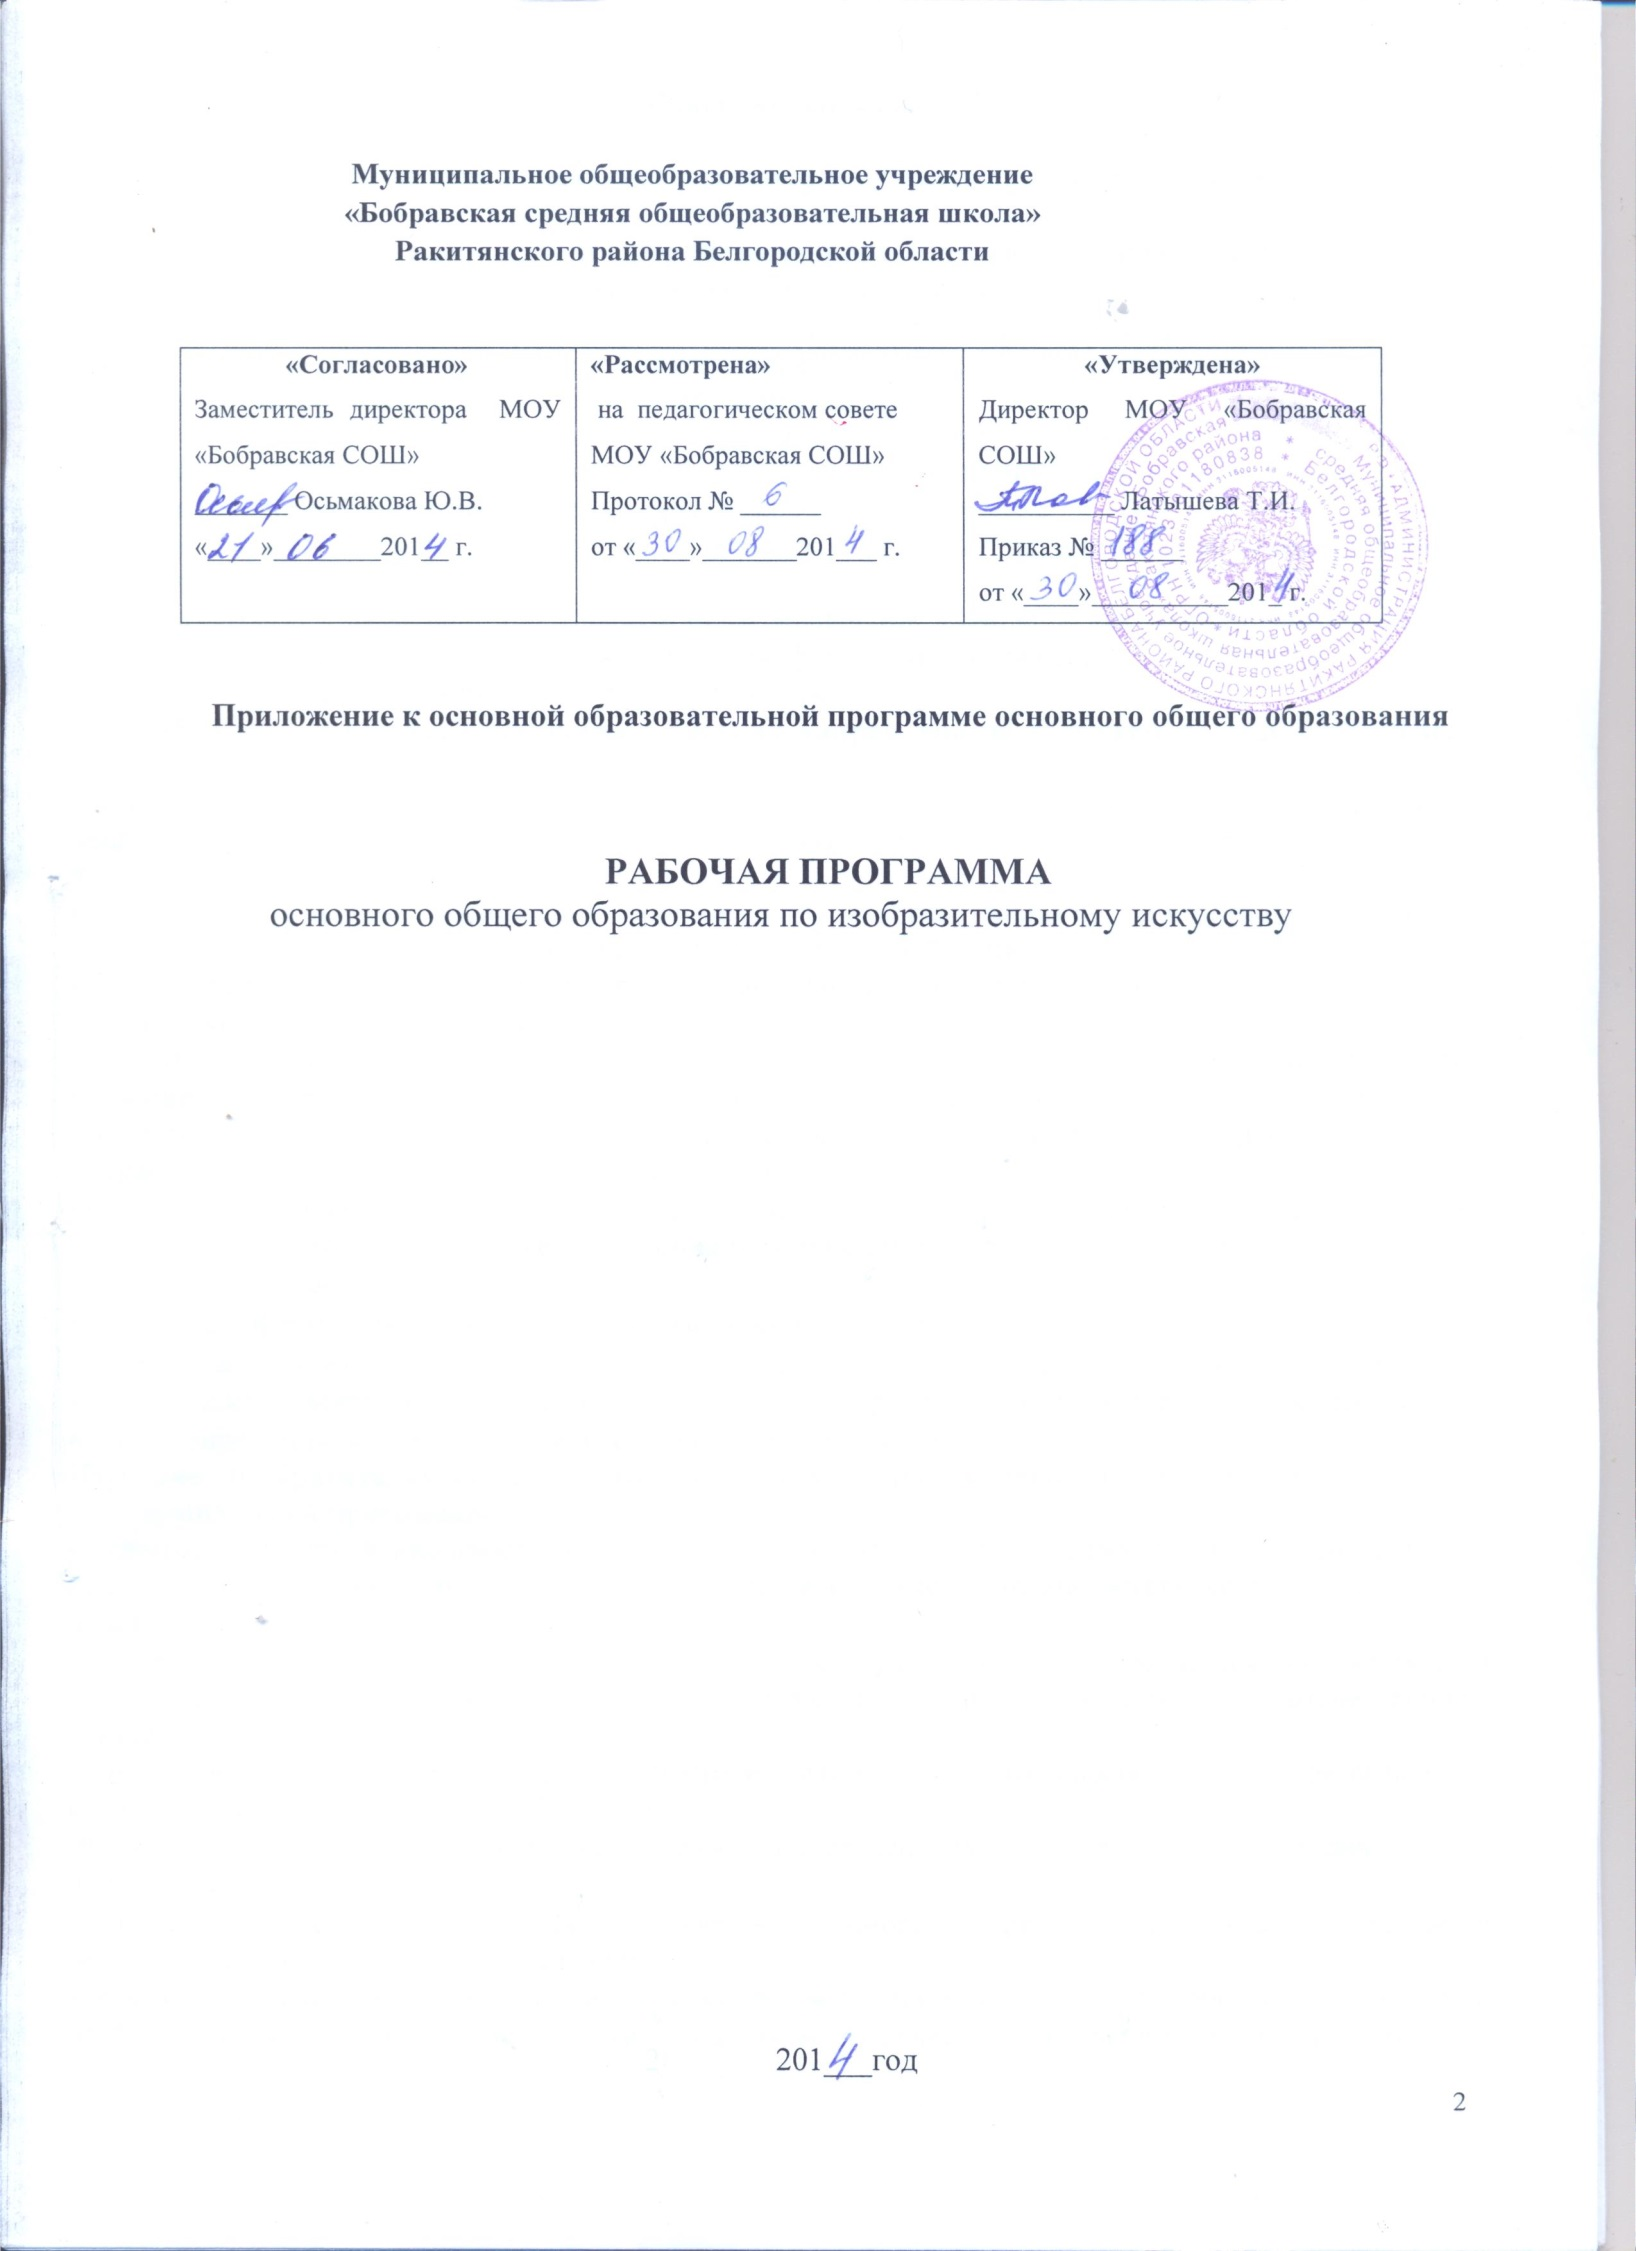 Муниципальное общеобразовательное учреждение
«Бобравская средняя общеобразовательная школа»
Ракитянского района Белгородской области
«Согласовано»
Заместитель директора МОУ
«Бобравская СОШ»
Осьмакова Ю.В.
«21» 06 2014 г.
«Рассмотрена»
на педагогическом совете
МОУ «Бобравская СОШ»
Протокол № 6
от «30» 08 2014 г.
«Утверждена»
Директор МОУ «Бобравская
СОШ»
Латышева Т.И.
Приказ № 188
от «30» 08 2014 г.
Приложение к основной образовательной программе основного общего образования
РАБОЧАЯ ПРОГРАММА
основного общего образования по изобразительному искусству
2014 год
2